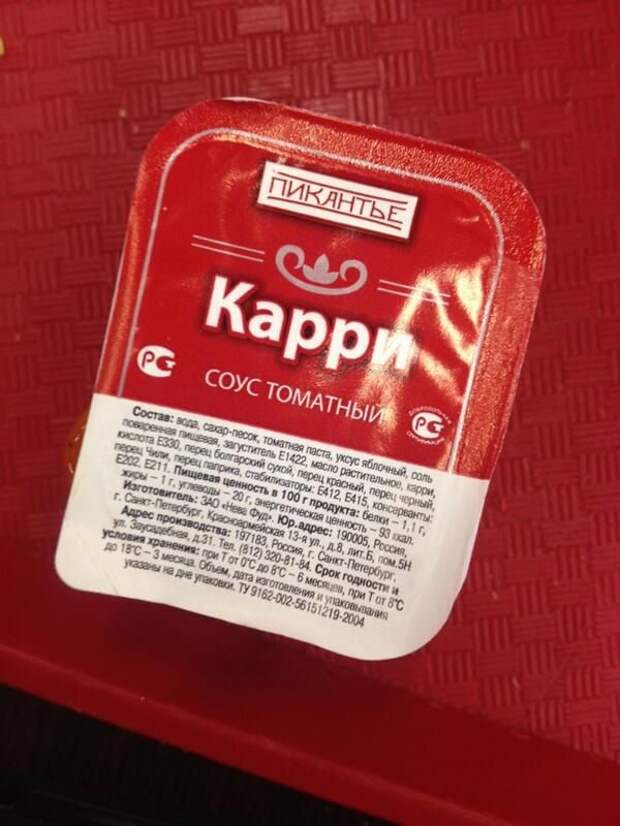 ПИКАНТЬЕ
Карри
СОУС ТОМАТНЫЙ
Состав: вода, сахар-песок, томатная паста, уксус яблочный, соль
поваренная пищевая, загуститель Е1422, масло растительное, карри,
кислота Е330, перец болгарский сухой, перец красный, перец черный,
перец Чили, перец паприка, стабилизаторы: Е412, Е415, консерванты:
Е202, Е211. Пищевая ценность в 100 г продукта: белки – 1,1 г,
жиры – 1 г, углеводы – 20 г, энергетическая ценность – 93 ккал.
Изготовитель: ЗАО «Нева Фуд». Юр.адрес: 190005, Россия,
г. Санкт-Петербург, Красноармейская 13-я ул., д.8, лит.Б, пом.5Н
Адрес производства: 197183, Россия, г. Санкт-Петербург,
ул. Заусадебная, д.31. Тел. (812) 320-81-84. Срок годности и
условия хранения: при Т от 0°С до 8°С – 6 месяцев, при Т от 8°С
до 18°С – 3 месяца. Объем, дата изготовления и упаковывания
указаны на дне упаковки. ТУ 9162-002-56151219-2004